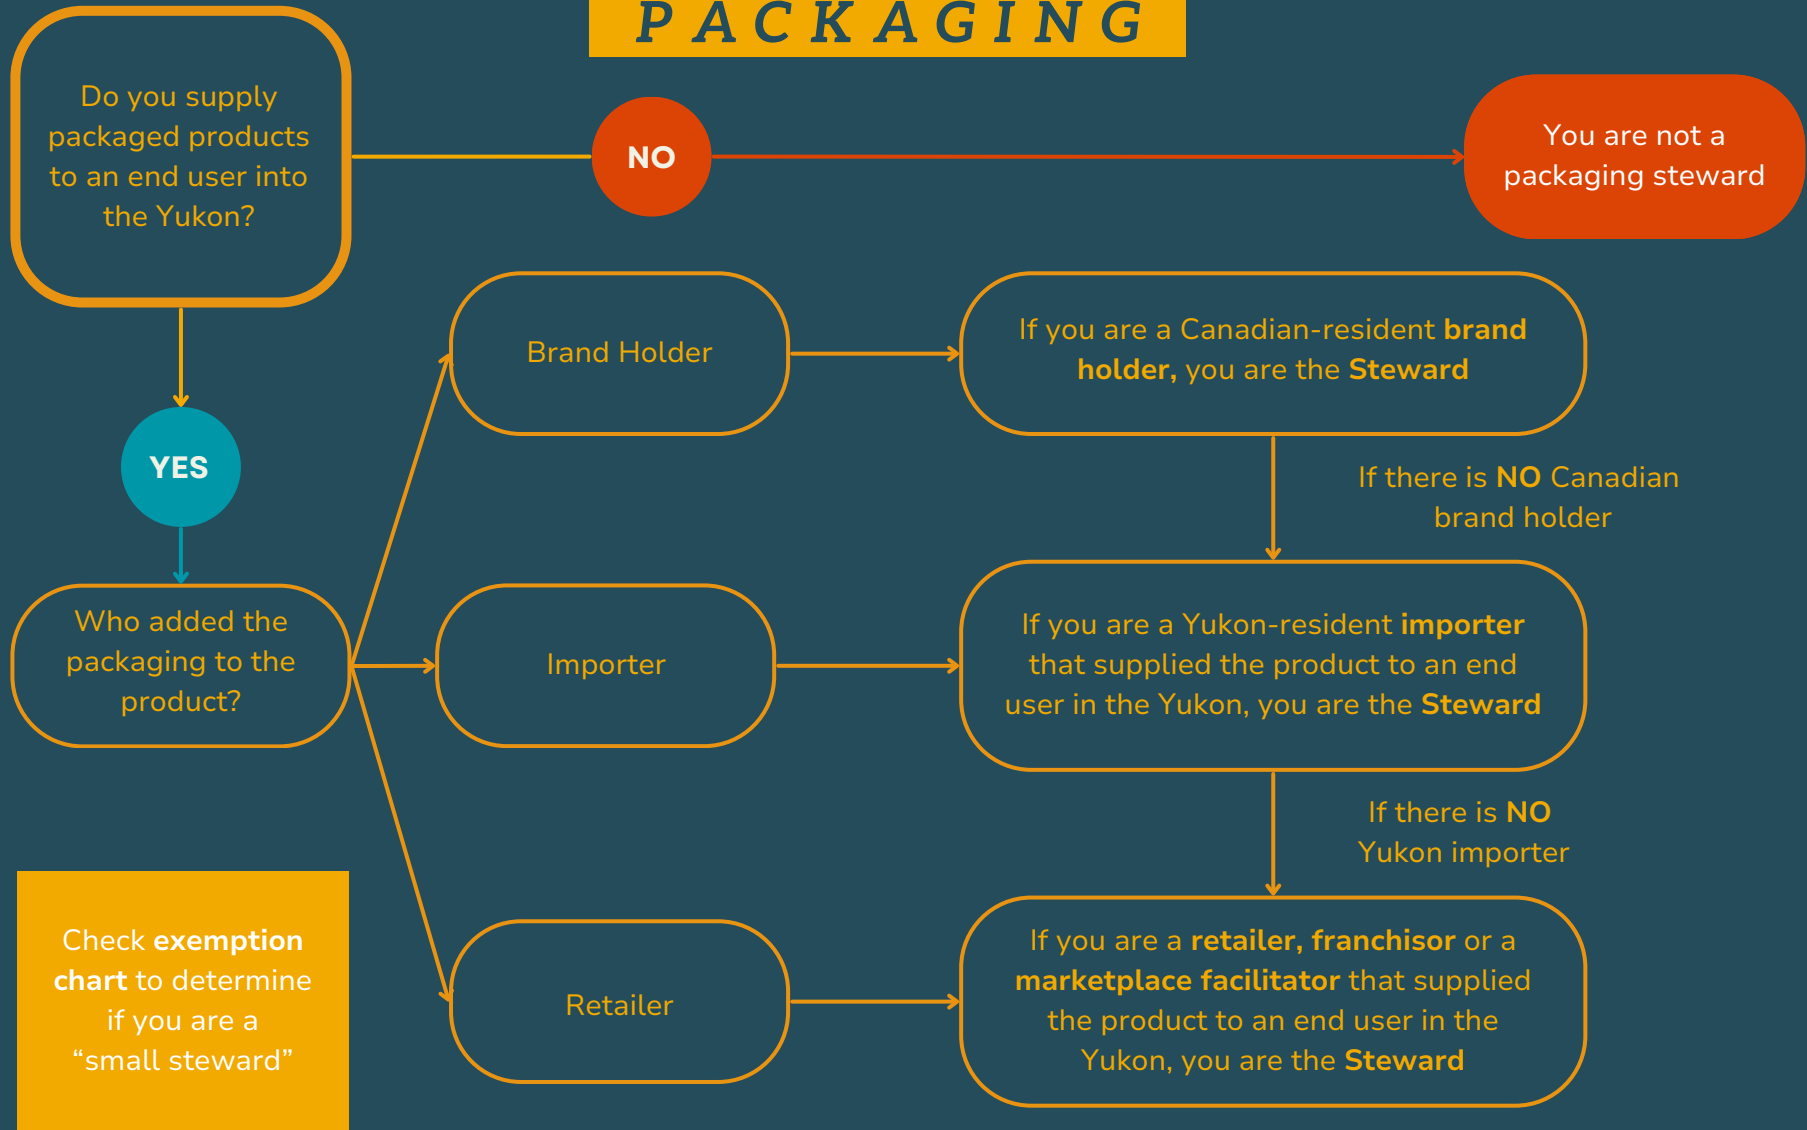 PACKAGING
Do you supply
packaged products
to an end user into
the Yukon?
NO
You are not a
packaging steward
Brand Holder
If you are a Canadian-resident brand
holder, you are the Steward
YES
If there is NO Canadian
brand holder
Who added the
packaging to the
product?
Importer
If you are a Yukon-resident importer
that supplied the product to an end
user in the Yukon, you are the Steward
If there is NO
Yukon importer
Check exemption
chart to determine
if you are a
“small steward”
Retailer
If you are a retailer, franchisor or a
marketplace facilitator that supplied
the product to an end user in the
Yukon, you are the Steward